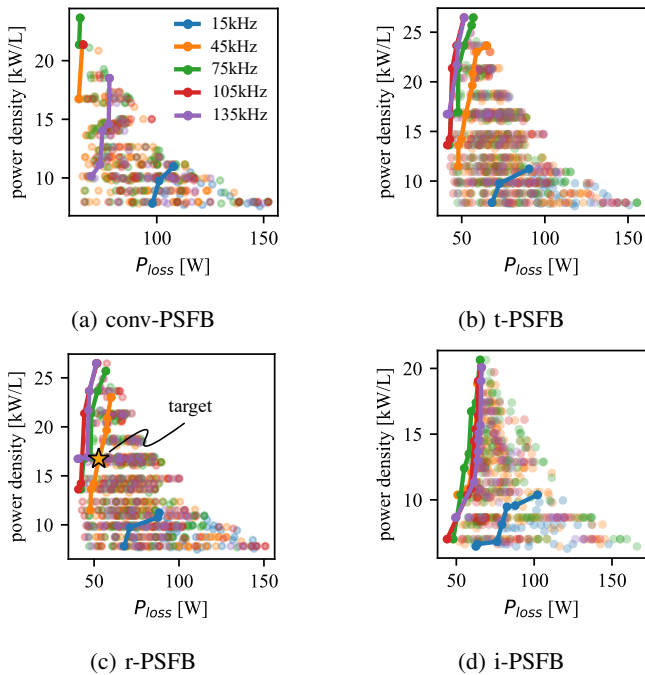 power density [kW/L]
20
15
10
100
150
P_loss [W]
15kHz
45kHz
75kHz
105kHz
135kHz
(a) conv-PSFB
power density [kW/L]
25
20
15
10
50
100
150
P_loss [W]
(b) t-PSFB
power density [kW/L]
25
20
15
10
50
100
150
P_loss [W]
target
(c) r-PSFB
power density [kW/L]
20
15
10
50
100
150
P_loss [W]
(d) i-PSFB